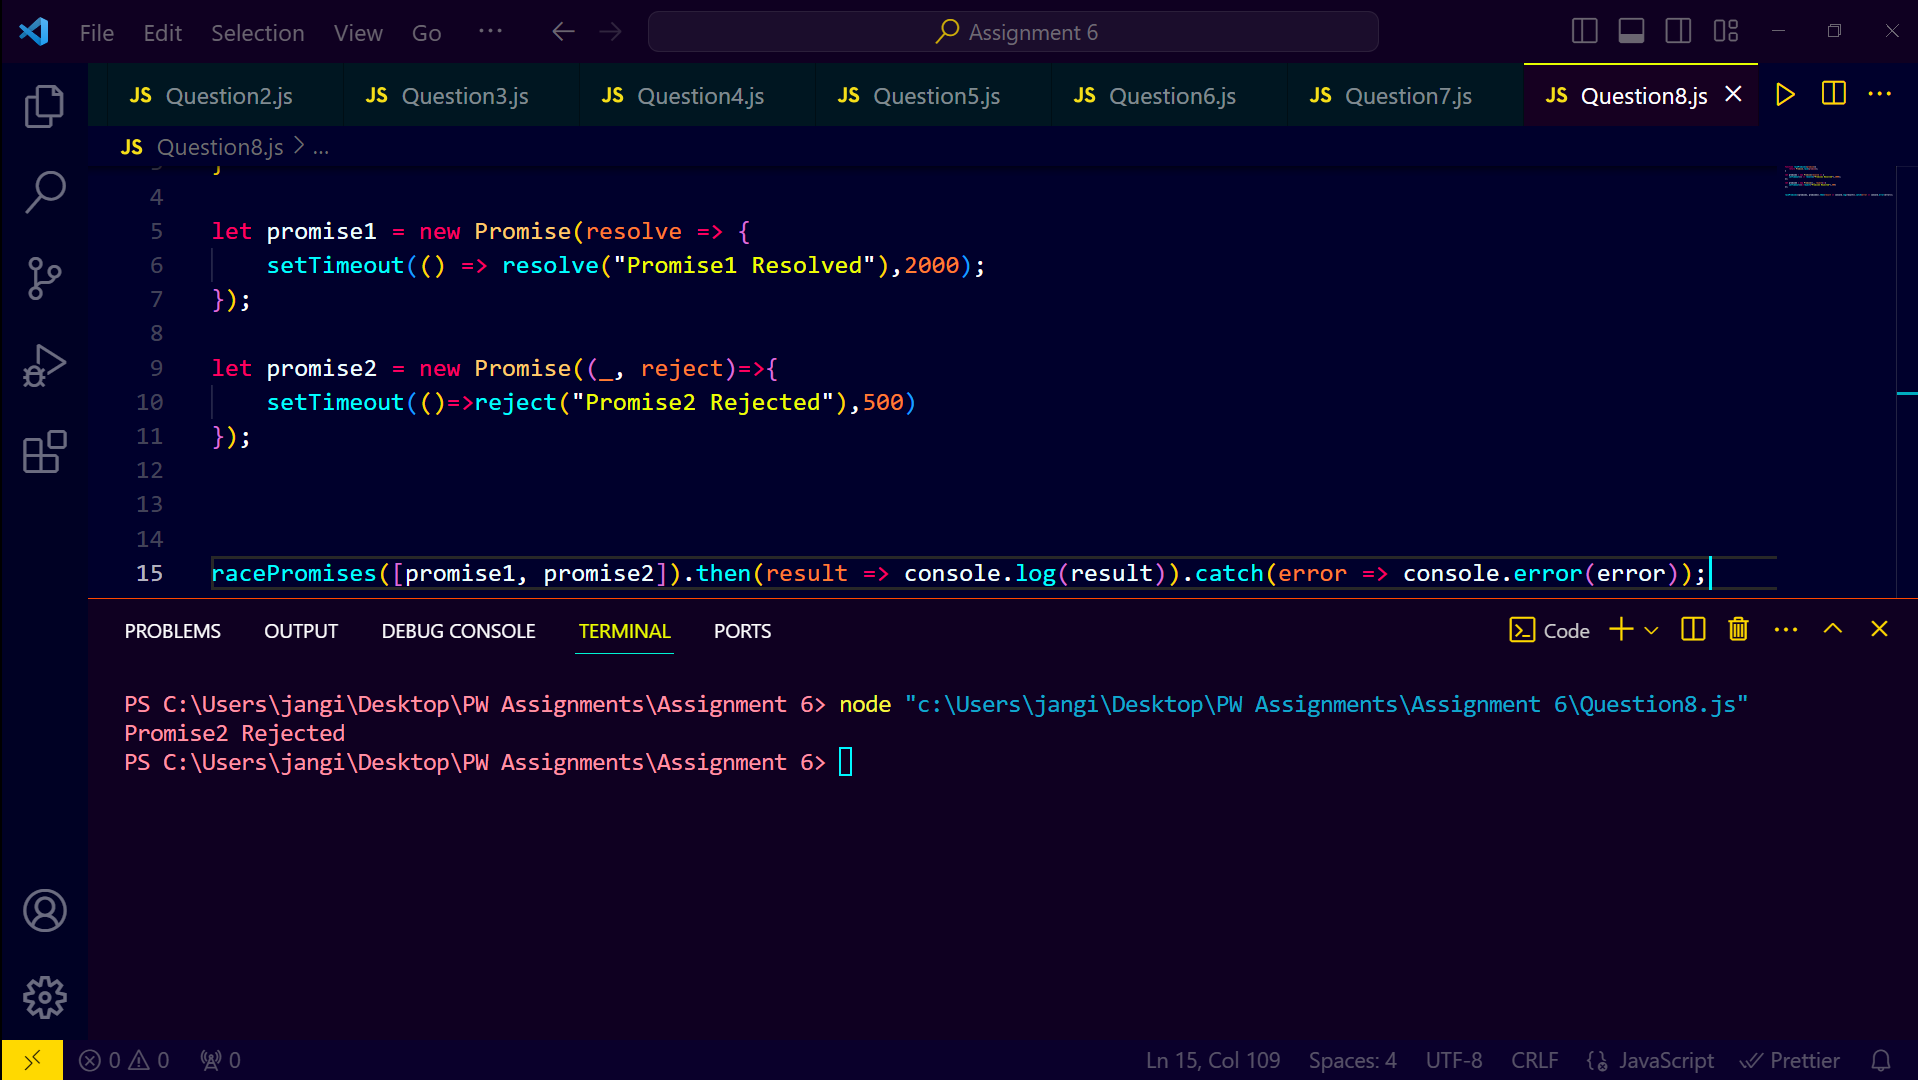 File Edit Selection View Go ··· Assignment 6
JS Question2.js JS Question3.js JS Question4.js JS Question5.js JS Question6.js JS Question7.js JS Question8.js
JS Question8.js > ...
4
5 let promise1 = new Promise(resolve => {
6 setTimeout(() => resolve("Promise1 Resolved"),2000);
7 });
8
9 let promise2 = new Promise((_, reject)=>{
10 setTimeout(()=>reject("Promise2 Rejected"),500)
11 });
12
13
14
15 racePromises([promise1, promise2]).then(result => console.log(result)).catch(error => console.error(error));
PROBLEMS OUTPUT DEBUG CONSOLE TERMINAL PORTS Code
PS C:\Users\jangi\Desktop\PW Assignments\Assignment 6> node "c:\Users\jangi\Desktop\PW Assignments\Assignment 6\Question8.js"
Promise2 Rejected
PS C:\Users\jangi\Desktop\PW Assignments\Assignment 6>
0 0 0 Ln 15, Col 109 Spaces: 4 UTF-8 CRLF JavaScript Prettier